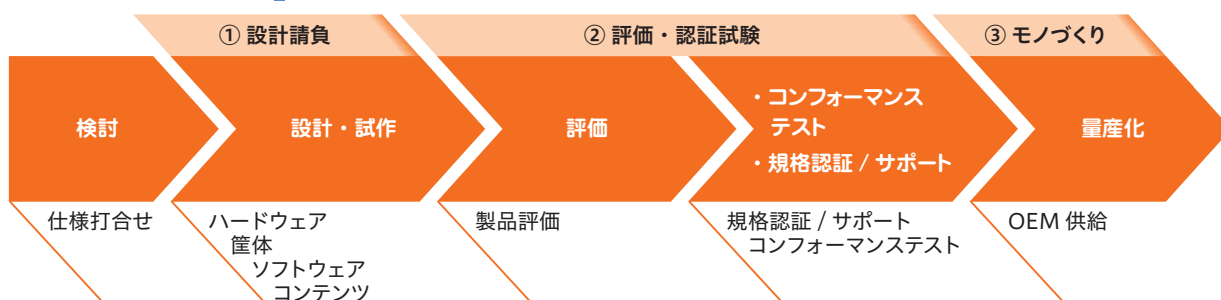 ① 設計請負
② 評価・認証試験
③ モノづくり
検討
設計・試作
評価
・コンフォーマンス
テスト
・規格認証 / サポート
量産化
仕様打合せ
ハードウェア
筐体
ソフトウェア
コンテンツ
製品評価
規格認証 / サポート
コンフォーマンステスト
OEM 供給